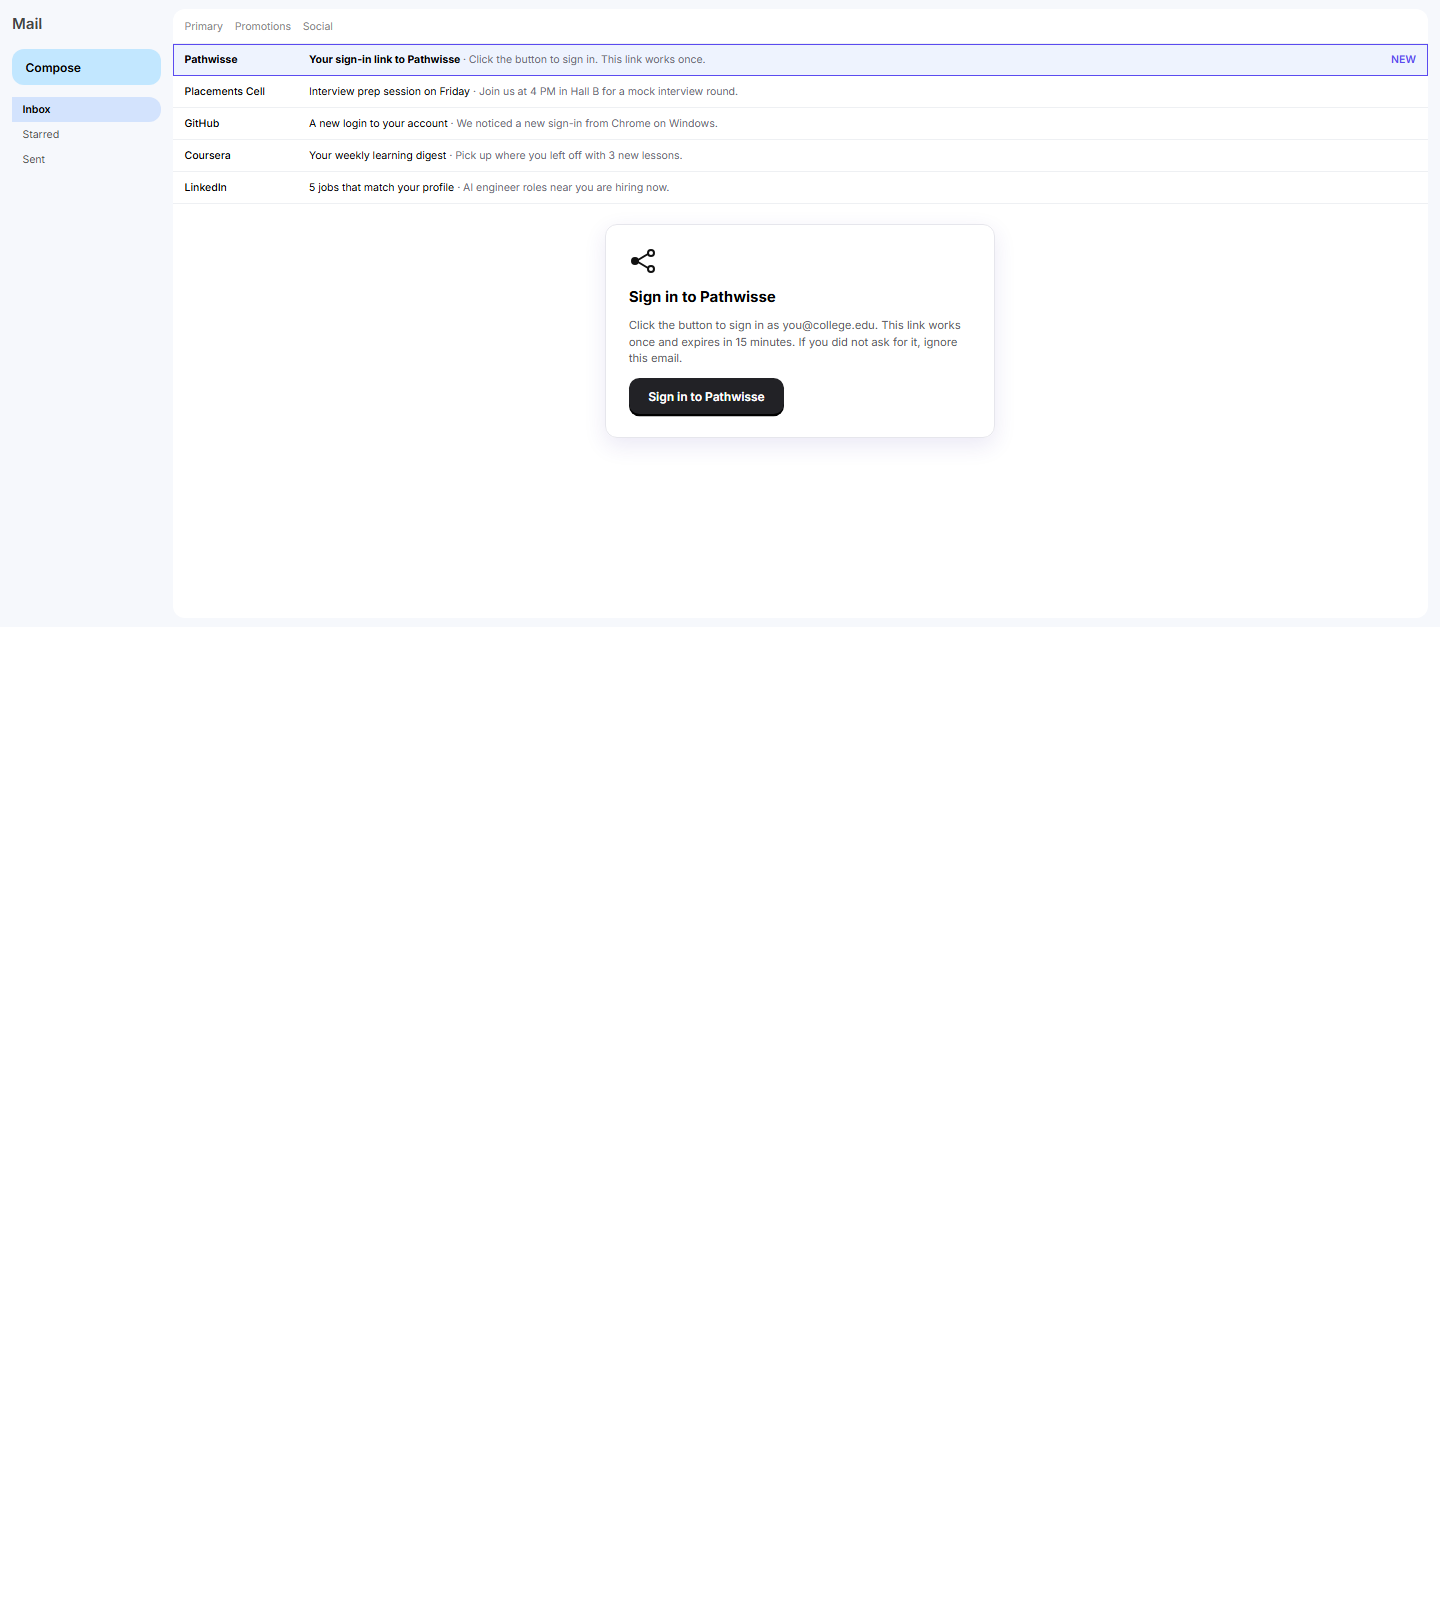 Mail
Compose
Inbox
Starred
Sent
Primary Promotions Social
Pathwisse Your sign-in link to Pathwisse · Click the button to sign in. This link works once. NEW
Placements Cell Interview prep session on Friday · Join us at 4 PM in Hall B for a mock interview round.
GitHub A new login to your account · We noticed a new sign-in from Chrome on Windows.
Coursera Your weekly learning digest · Pick up where you left off with 3 new lessons.
LinkedIn 5 jobs that match your profile · AI engineer roles near you are hiring now.
Sign in to Pathwisse
Click the button to sign in as you@college.edu. This link works
once and expires in 15 minutes. If you did not ask for it, ignore
this email.
Sign in to Pathwisse